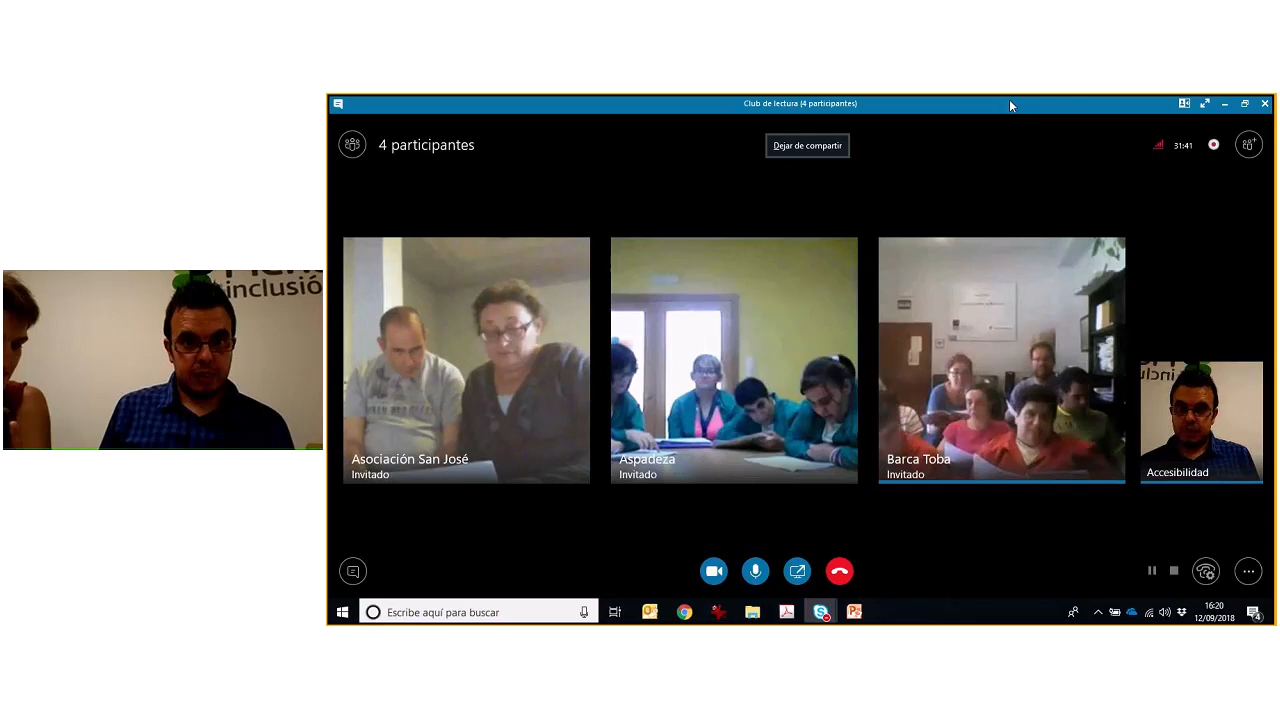 Club de lectura (4 participantes)
4 participantes
Dejar de compartir
31:41
inclusió
Asociación San José
Invitado
Aspadeza
Invitado
Barca Toba
Invitado
Accesibilidad
Escribe aquí para buscar
16:20
12/09/2018
4